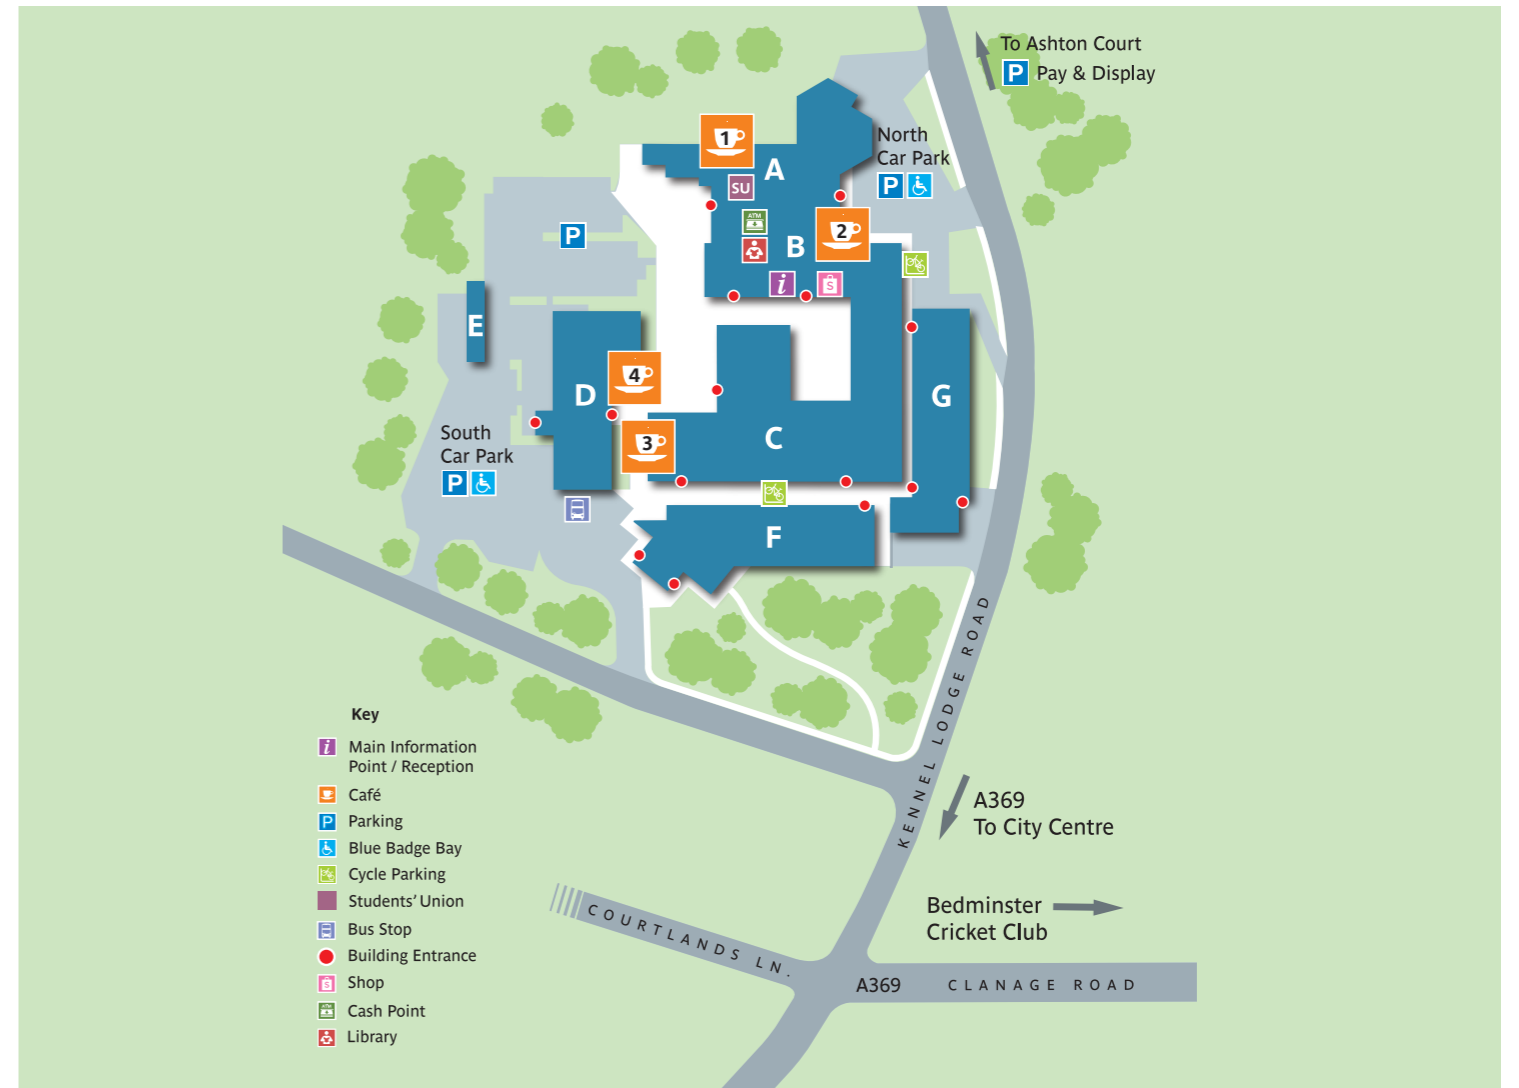 To Ashton Court
P Pay & Display
1
North
Car Park
P
A
SU
ATM
2
B
i
S
P
E
4
D
G
3
C
South
Car Park
P
F
KENNEL LODGE ROAD
Key
i Main Information
Point / Reception
Café
P Parking
Blue Badge Bay
Cycle Parking
Students' Union
Bus Stop
Building Entrance
S Shop
ATM Cash Point
Library
A369
To City Centre
Bedminster
Cricket Club
COURTLANDS LN.
A369 CLANAGE ROAD